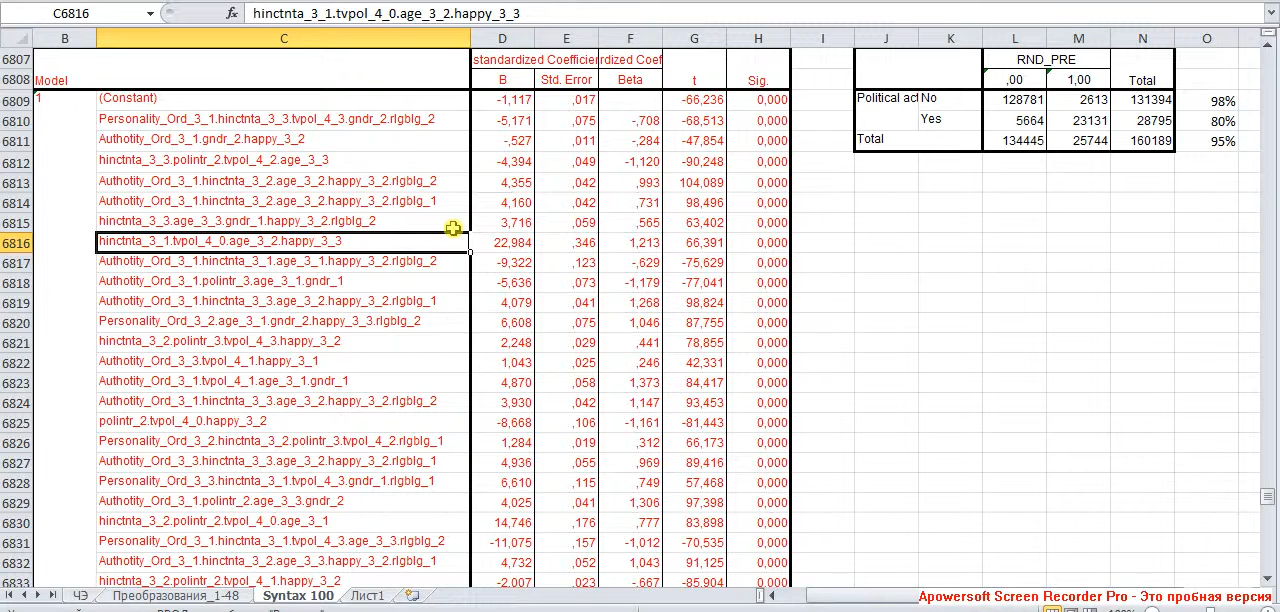 C6816 fx hinctnta_3_1.tvpol_4_0.age_3_2.happy_3_3
B C D E F G H I J K L M N O
6807 standardized Coefficien rdized Coef RND_PRE
6808 Model B Std. Error Beta t Sig. ,00 1,00 Total
6809 1 (Constant) -1,117 ,017 -66,236 0,000 Political act No 128781 2613 131394 98%
6810 Personality_Ord_3_1.hinctnta_3_3.tvpol_4_3.gndr_2.rlgblg_2 -5,171 ,075 -,708 -68,513 0,000 Yes 5664 23131 28795 80%
6811 Authotity_Ord_3_1.gndr_2.happy_3_2 -,527 ,011 -,284 -47,854 0,000 Total 134445 25744 160189 95%
6812 hinctnta_3_3.polintr_2.tvpol_4_2.age_3_3 -4,394 ,049 -1,120 -90,248 0,000
6813 Authotity_Ord_3_1.hinctnta_3_2.age_3_2.happy_3_2.rlgblg_2 4,355 ,042 ,993 104,089 0,000
6814 Authotity_Ord_3_1.hinctnta_3_2.age_3_2.happy_3_2.rlgblg_1 4,160 ,042 ,731 98,496 0,000
6815 hinctnta_3_3.age_3_3.gndr_1.happy_3_2.rlgblg_2 3,716 ,059 ,565 63,402 0,000
6816 hinctnta_3_1.tvpol_4_0.age_3_2.happy_3_3 22,984 ,346 1,213 66,391 0,000
6817 Authotity_Ord_3_1.hinctnta_3_1.age_3_1.happy_3_2.rlgblg_2 -9,322 ,123 -,629 -75,629 0,000
6818 Authotity_Ord_3_1.polintr_3.age_3_1.gndr_1 -5,636 ,073 -1,179 -77,041 0,000
6819 Authotity_Ord_3_1.hinctnta_3_3.age_3_2.happy_3_2.rlgblg_1 4,079 ,041 1,268 98,824 0,000
6820 Personality_Ord_3_2.age_3_1.gndr_2.happy_3_3.rlgblg_2 6,608 ,075 1,046 87,755 0,000
6821 hinctnta_3_2.polintr_3.tvpol_4_3.happy_3_2 2,248 ,029 ,441 78,855 0,000
6822 Authotity_Ord_3_3.tvpol_4_1.happy_3_1 1,043 ,025 ,246 42,331 0,000
6823 Authotity_Ord_3_1.tvpol_4_1.age_3_1.gndr_1 4,870 ,058 1,373 84,417 0,000
6824 Authotity_Ord_3_1.hinctnta_3_3.age_3_2.happy_3_2.rlgblg_2 3,930 ,042 1,147 93,453 0,000
6825 polintr_2.tvpol_4_0.happy_3_2 -8,668 ,106 -1,161 -81,443 0,000
6826 Personality_Ord_3_2.hinctnta_3_2.polintr_3.tvpol_4_2.rlgblg_1 1,284 ,019 ,312 66,173 0,000
6827 Authotity_Ord_3_3.hinctnta_3_3.age_3_2.happy_3_2.rlgblg_1 4,936 ,055 ,969 89,416 0,000
6828 Personality_Ord_3_3.hinctnta_3_1.tvpol_4_3.gndr_1.rlgblg_1 6,610 ,115 ,749 57,468 0,000
6829 Authotity_Ord_3_1.polintr_2.age_3_3.gndr_2 4,025 ,041 1,306 97,398 0,000
6830 hinctnta_3_2.polintr_2.tvpol_4_0.age_3_1 14,746 ,176 ,777 83,898 0,000
6831 Personality_Ord_3_1.hinctnta_3_1.tvpol_4_3.age_3_3.rlgblg_2 -11,075 ,157 -1,012 -70,535 0,000
6832 Authotity_Ord_3_1.hinctnta_3_2.age_3_3.happy_3_2.rlgblg_1 4,732 ,052 1,043 91,125 0,000
6833 hinctnta_3_2.polintr_2.tvpol_4_1.happy_3_2 -2,007 ,023 -,667 -85,904 0,000
ЧЭ Преобразования_1-48 Syntax 100 Лист1
Apowersoft Screen Recorder Pro - Это пробная версия